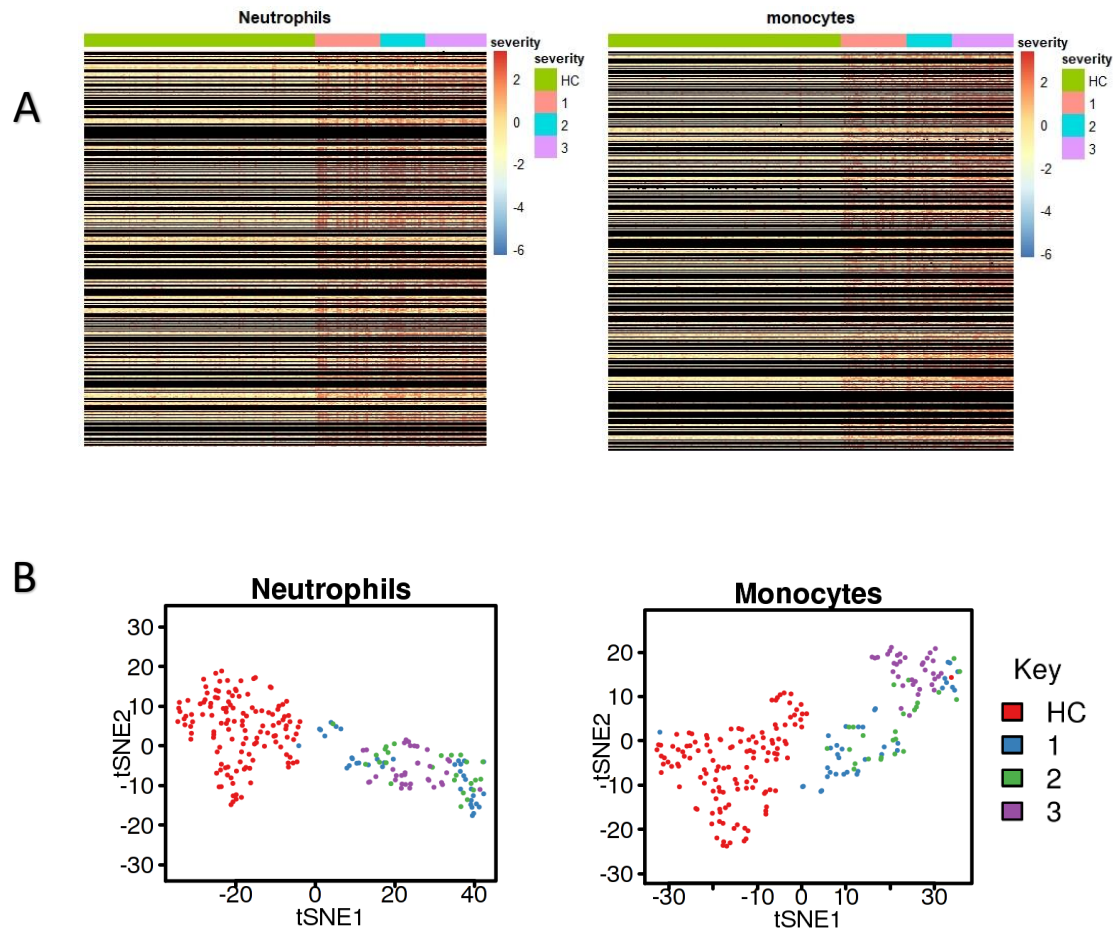 A
Neutrophils
severity
2
0
-2
-4
-6
severity
HC
1
2
3
monocytes
severity
2
0
-2
-4
-6
severity
HC
1
2
3
B
Neutrophils
tSNE2
30
20
10
0
-10
-20
-30
-20 0 20 40
tSNE1
Monocytes
tSNE2
20
10
0
-10
-20
-30
-30 -10 0 10 30
tSNE1
Key
HC
1
2
3